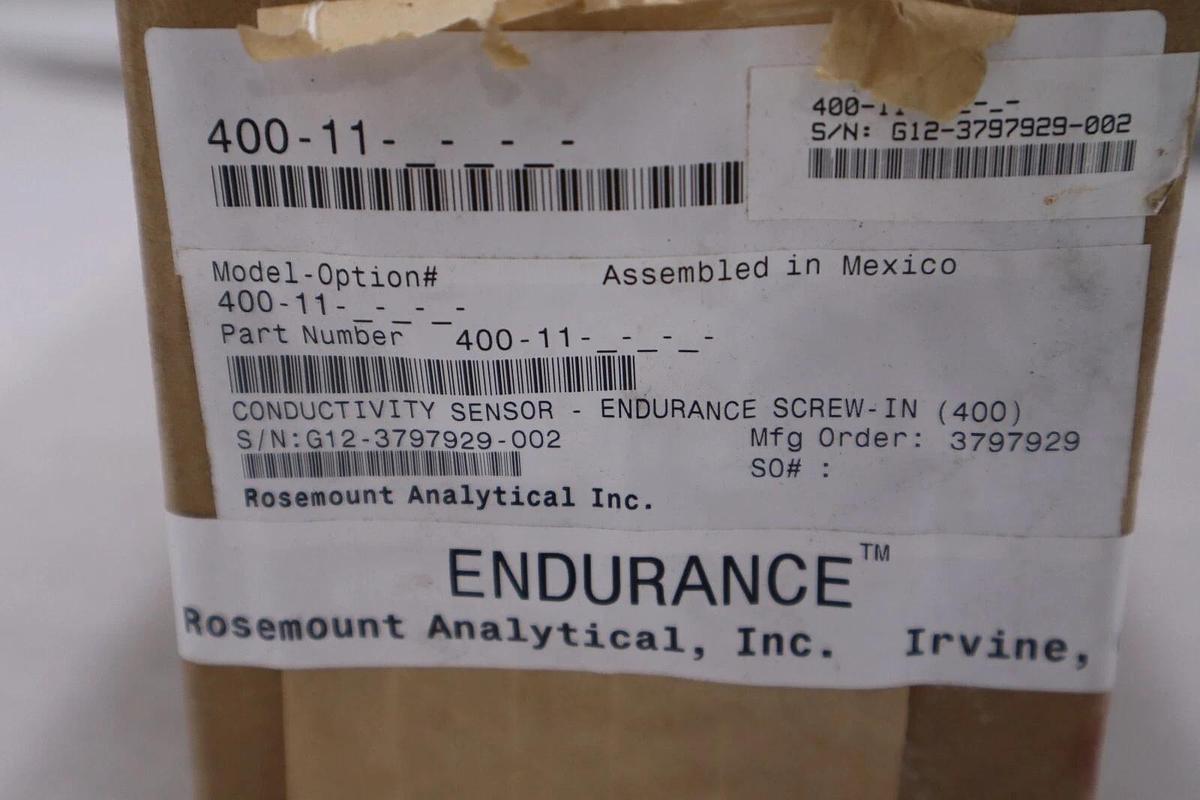 400-11-_-_-_-
400-11 _-_-
S/N: G12-3797929-002
Model-Option# Assembled in Mexico
400-11-_-_-_-
Part Number 400-11-_-_-_-
CONDUCTIVITY SENSOR - ENDURANCE SCREW-IN (400)
S/N:G12-3797929-002 Mfg Order: 3797929
SO# :
Rosemount Analytical Inc.
ENDURANCE™
Rosemount Analytical, Inc. Irvine,